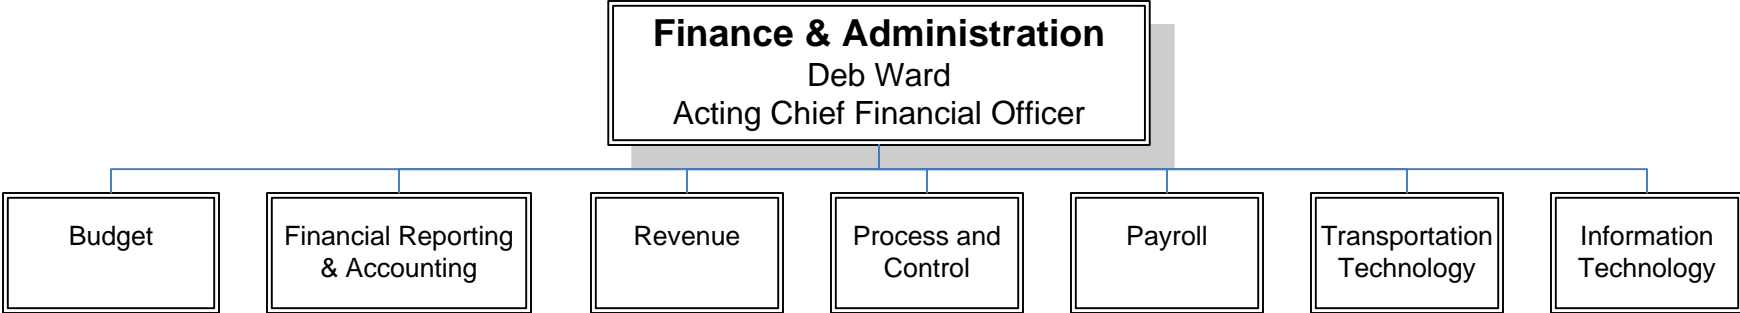 Finance & Administration
Deb Ward
Acting Chief Financial Officer
Budget
Financial Reporting
& Accounting
Revenue
Process and
Control
Payroll
Transportation
Technology
Information
Technology